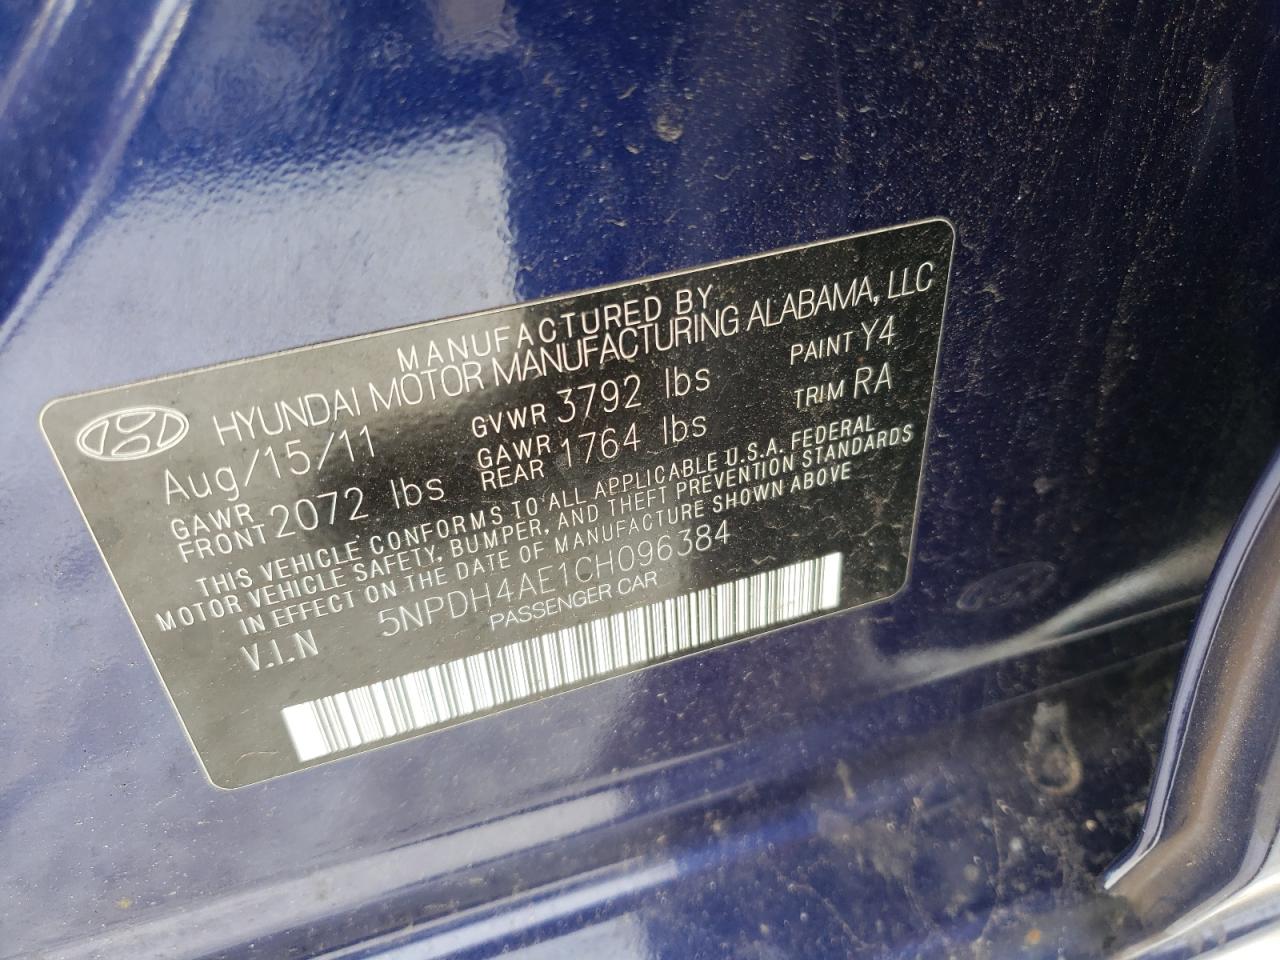 MANUFACTURED BY
HYUNDAI MOTOR MANUFACTURING ALABAMA, LLC
Aug/15/11 GVWR 3792 lbs PAINT Y4
GAWR FRONT 2072 lbs GAWR REAR 1764 lbs TRIM RA
THIS VEHICLE CONFORMS TO ALL APPLICABLE U.S.A. FEDERAL
MOTOR VEHICLE SAFETY, BUMPER, AND THEFT PREVENTION STANDARDS
IN EFFECT ON THE DATE OF MANUFACTURE SHOWN ABOVE
V.I.N 5NPDH4AE1CH096384
PASSENGER CAR